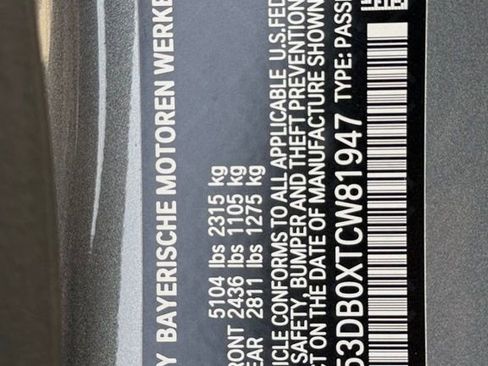 Y BAYERISCHE MOTOREN WERKE
5104 lbs 2315 kg
RONT 2436 lbs 1105 kg
EAR 2811 lbs 1275 kg
ICLE CONFORMS TO ALL APPLICABLE U.S.FED
SAFETY, BUMPER AND THEFT PREVENTION
CT ON THE DATE OF MANUFACTURE SHOWN
53DB0XTCW81947 TYPE: PASSE